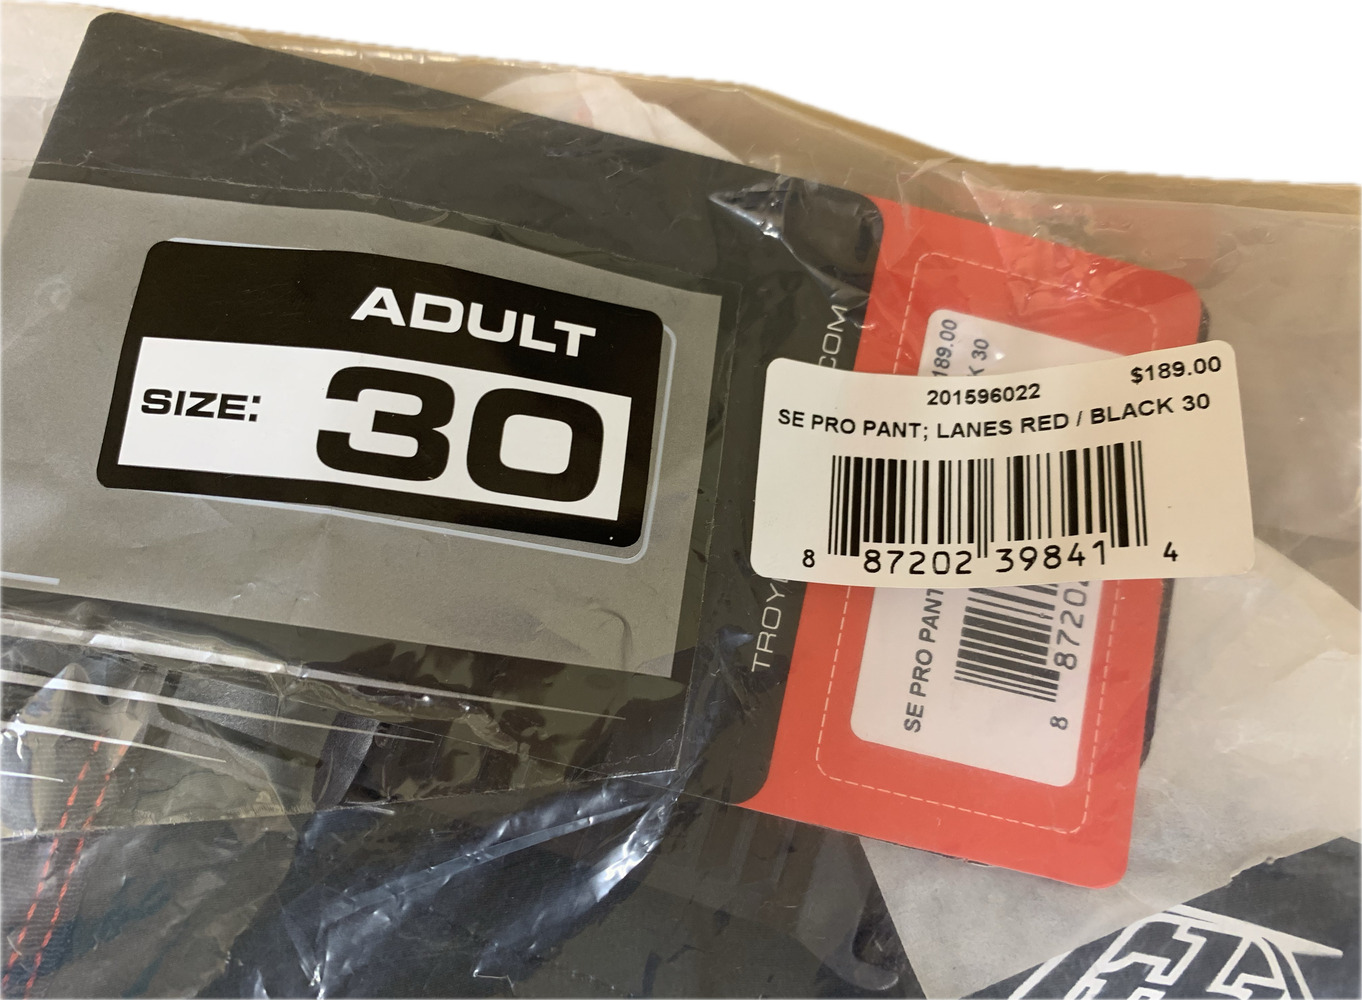 ADULT
SIZE: 30
$189.00
201596022
SE PRO PANT; LANES RED / BLACK 30
8 87202 39841 4
COM
TROY
189.00
K 30
SE PRO PANT
8 8720